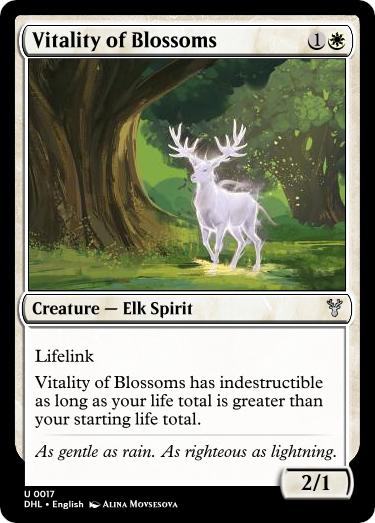 Vitality of Blossoms 1
Creature — Elk Spirit
Lifelink
Vitality of Blossoms has indestructible
as long as your life total is greater than
your starting life total.
As gentle as rain. As righteous as lightning.
2/1
U 0017
DHL • English Alina Movsesova